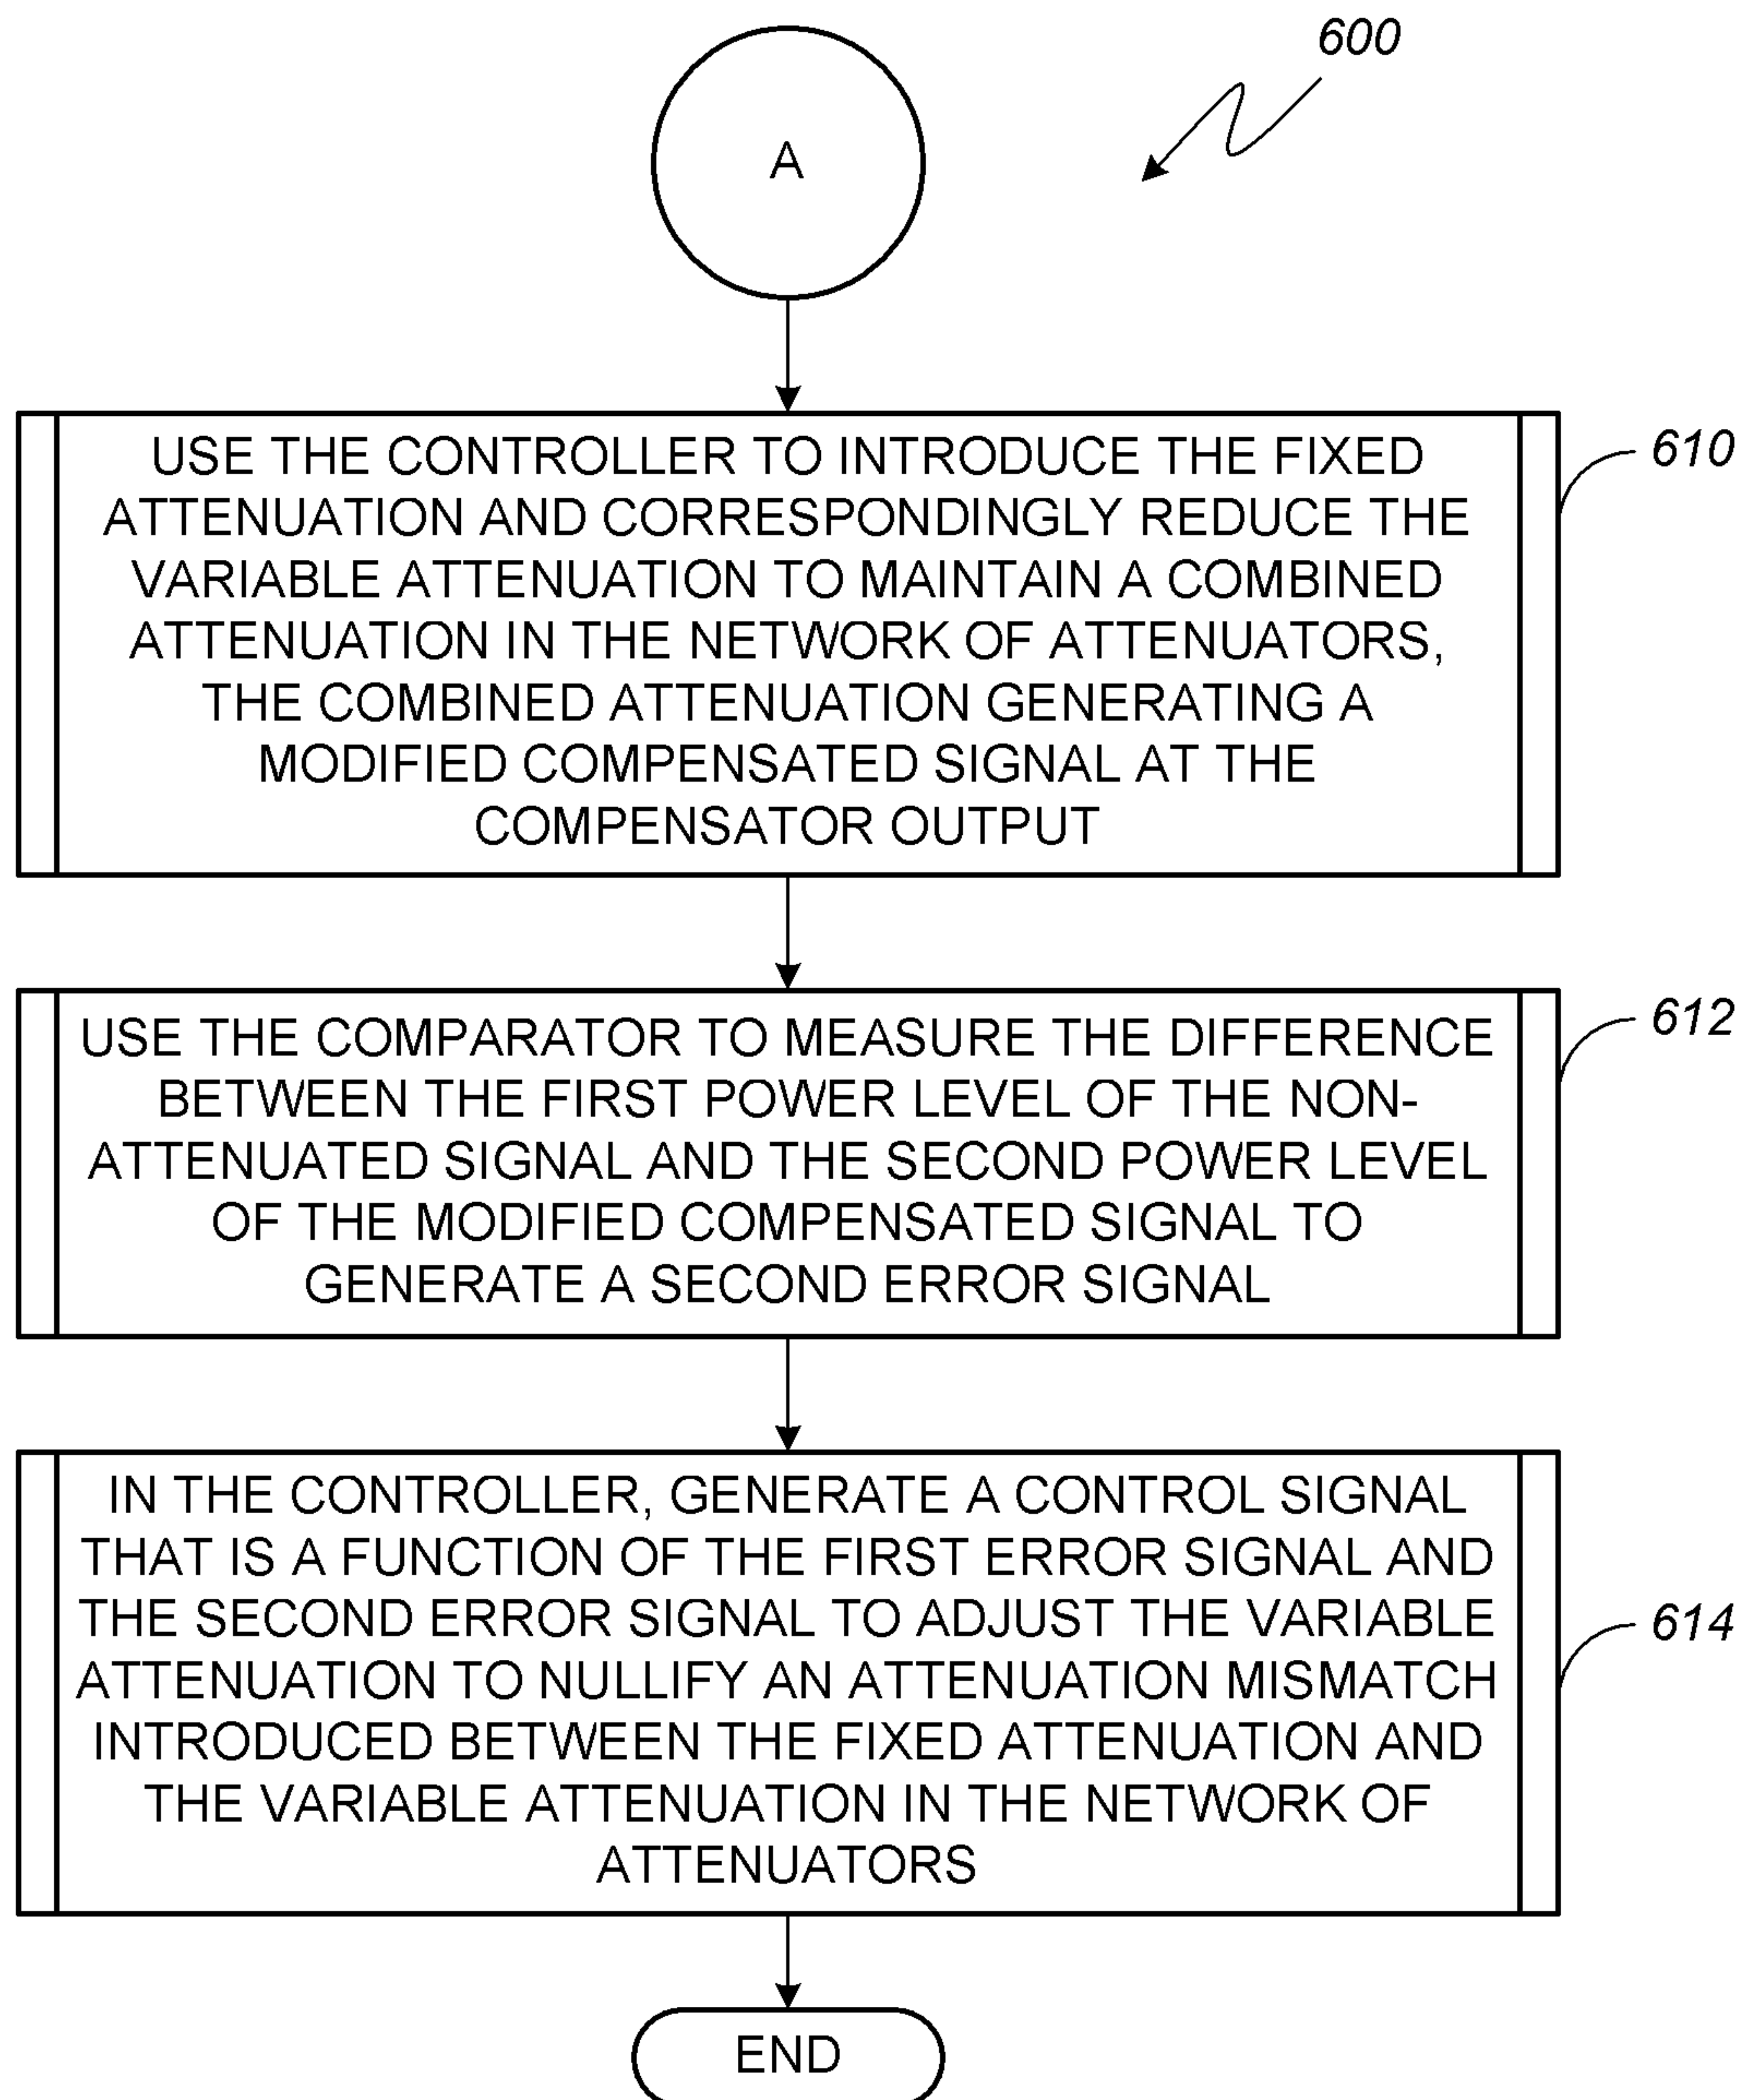 600
A
USE THE CONTROLLER TO INTRODUCE THE FIXED
ATTENUATION AND CORRESPONDINGLY REDUCE THE
VARIABLE ATTENUATION TO MAINTAIN A COMBINED
ATTENUATION IN THE NETWORK OF ATTENUATORS,
THE COMBINED ATTENUATION GENERATING A
MODIFIED COMPENSATED SIGNAL AT THE
COMPENSATOR OUTPUT
610
USE THE COMPARATOR TO MEASURE THE DIFFERENCE
BETWEEN THE FIRST POWER LEVEL OF THE NON-
ATTENUATED SIGNAL AND THE SECOND POWER LEVEL
OF THE MODIFIED COMPENSATED SIGNAL TO
GENERATE A SECOND ERROR SIGNAL
612
IN THE CONTROLLER, GENERATE A CONTROL SIGNAL
THAT IS A FUNCTION OF THE FIRST ERROR SIGNAL AND
THE SECOND ERROR SIGNAL TO ADJUST THE VARIABLE
ATTENUATION TO NULLIFY AN ATTENUATION MISMATCH
INTRODUCED BETWEEN THE FIXED ATTENUATION AND
THE VARIABLE ATTENUATION IN THE NETWORK OF
ATTENUATORS
614
END